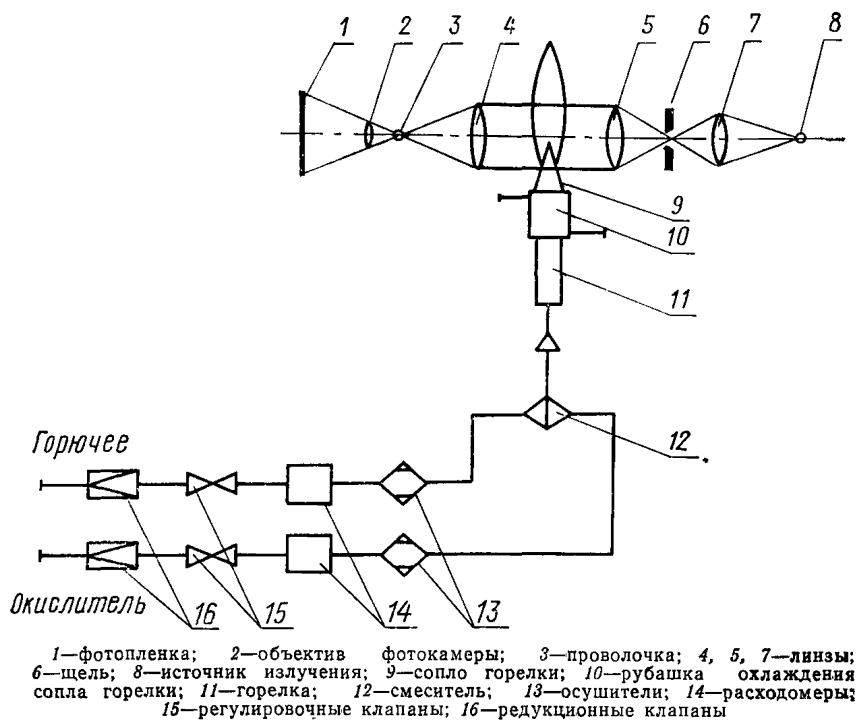 1 2 3 4 5 6 7 8
9
10
11
12
Горючее
Окислитель
16 15 14 13
1—фотопленка; 2—объектив фотокамеры; 3—проволочка; 4, 5, 7—линзы;
6—щель; 8—источник излучения; 9—сопло горелки; 10—рубашка охлаждения
сопла горелки; 11—горелка; 12—смеситель; 13—осушители; 14—расходомеры;
15—регулировочные клапаны; 16—редукционные клапаны